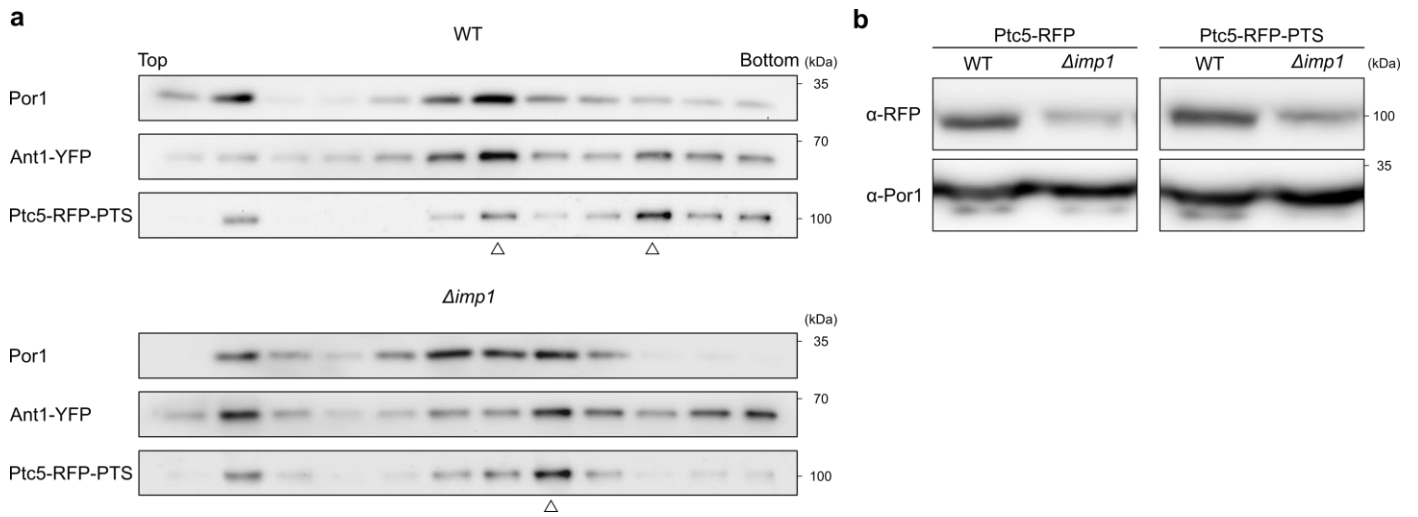 a
WT
Top
Bottom (kDa)
Por1
35
Ant1-YFP
70
Ptc5-RFP-PTS
100
Δimp1
(kDa)
Por1
35
Ant1-YFP
70
Ptc5-RFP-PTS
100
b
Ptc5-RFP
Ptc5-RFP-PTS
WT
Δimp1
WT
Δimp1
(kDa)
α-RFP
100
35
α-Por1